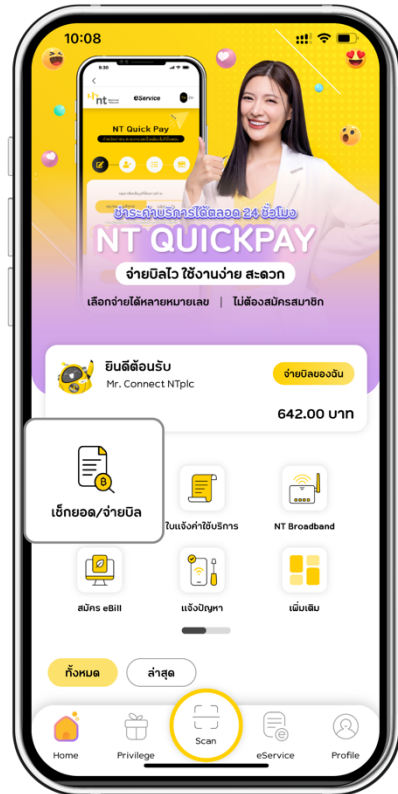 10:08
9:30
nt
eService
NT Quick Pay
ชำระค่าบริการได้ตลอด 24 ชั่วโมง
NT QUICKPAY
จ่ายบิลไว ใช้งานง่าย สะดวก
เลือกจ่ายได้หลายหมายเลข | ไม่ต้องสมัครสมาชิก
ยินดีต้อนรับ
Mr. Connect NTplc
จ่ายบิลของฉัน
642.00 บาท
เช็กยอด/จ่ายบิล
ใบแจ้งค่าใช้บริการ
NT Broadband
สมัคร eBill
แจ้งปัญหา
เพิ่มเติม
ทั้งหมด
ล่าสุด
Home
Privilege
Scan
eService
Profile